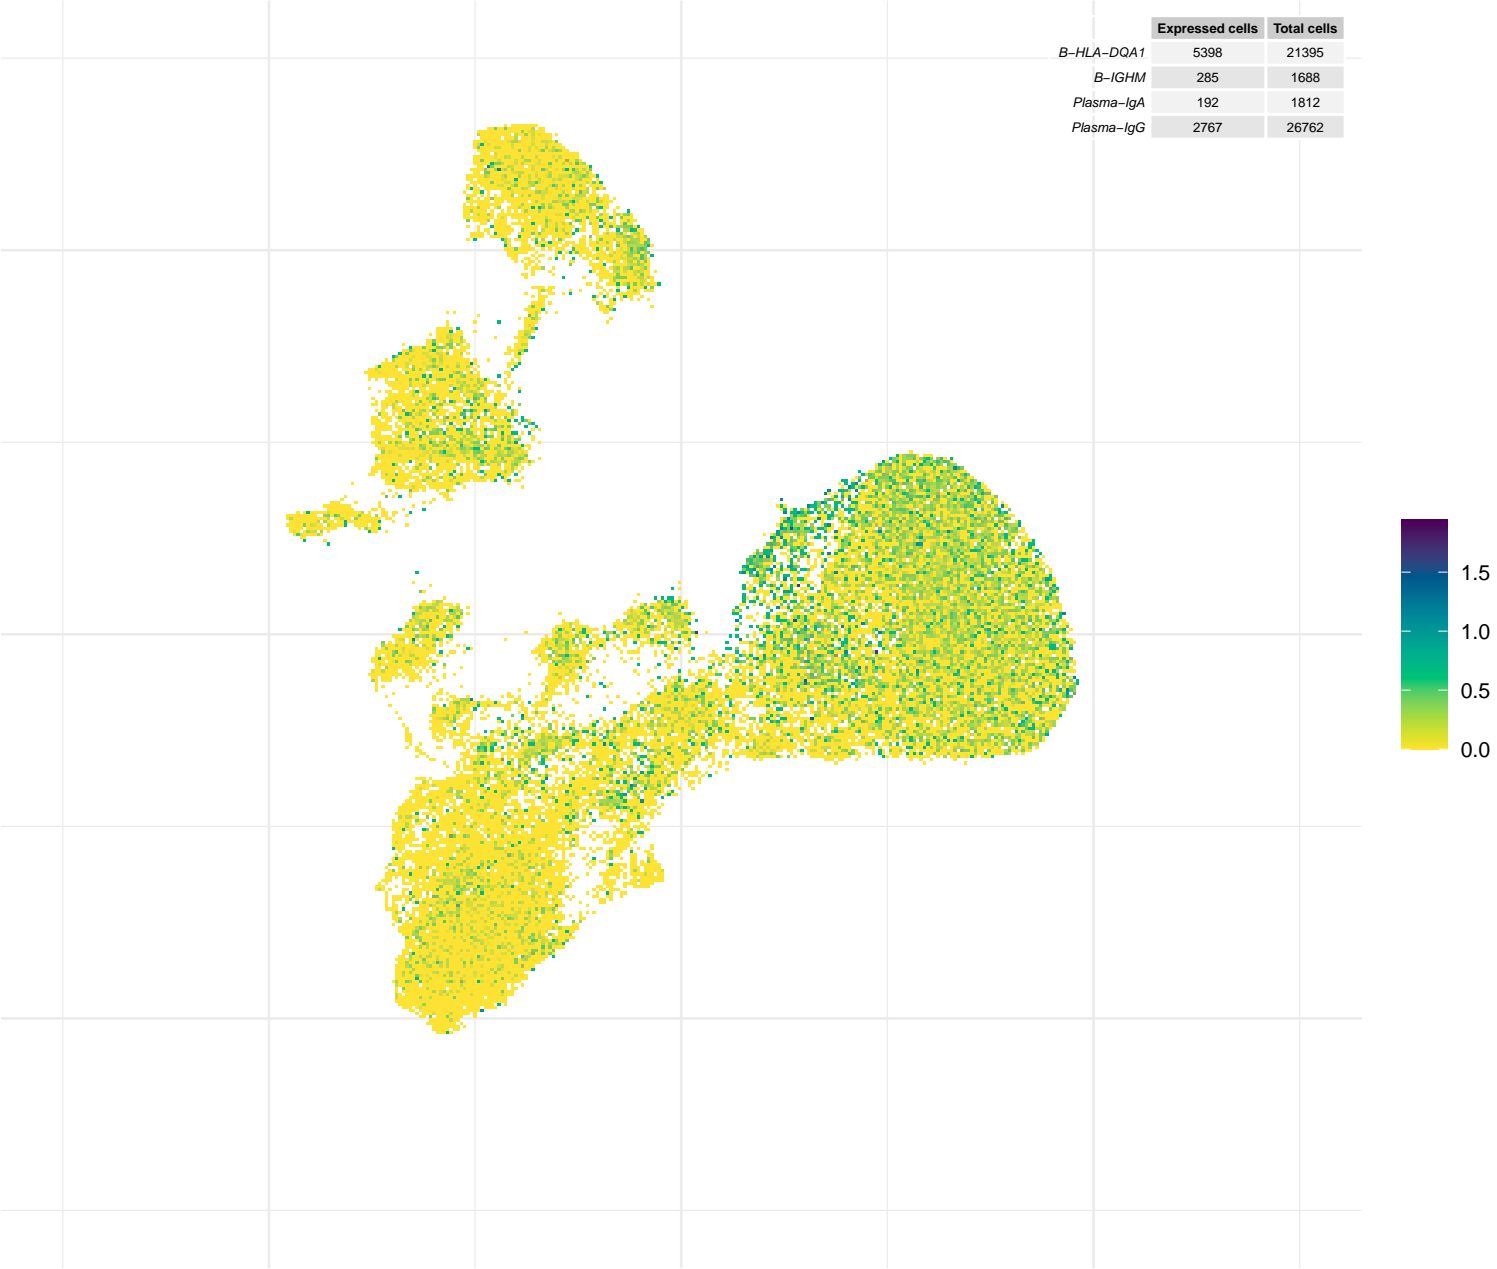 Expressed cells Total cells
B−HLA−DQA1 5398 21395
B−IGHM 285 1688
Plasma−IgA 192 1812
Plasma−IgG 2767 26762
1.5
1.0
0.5
0.0